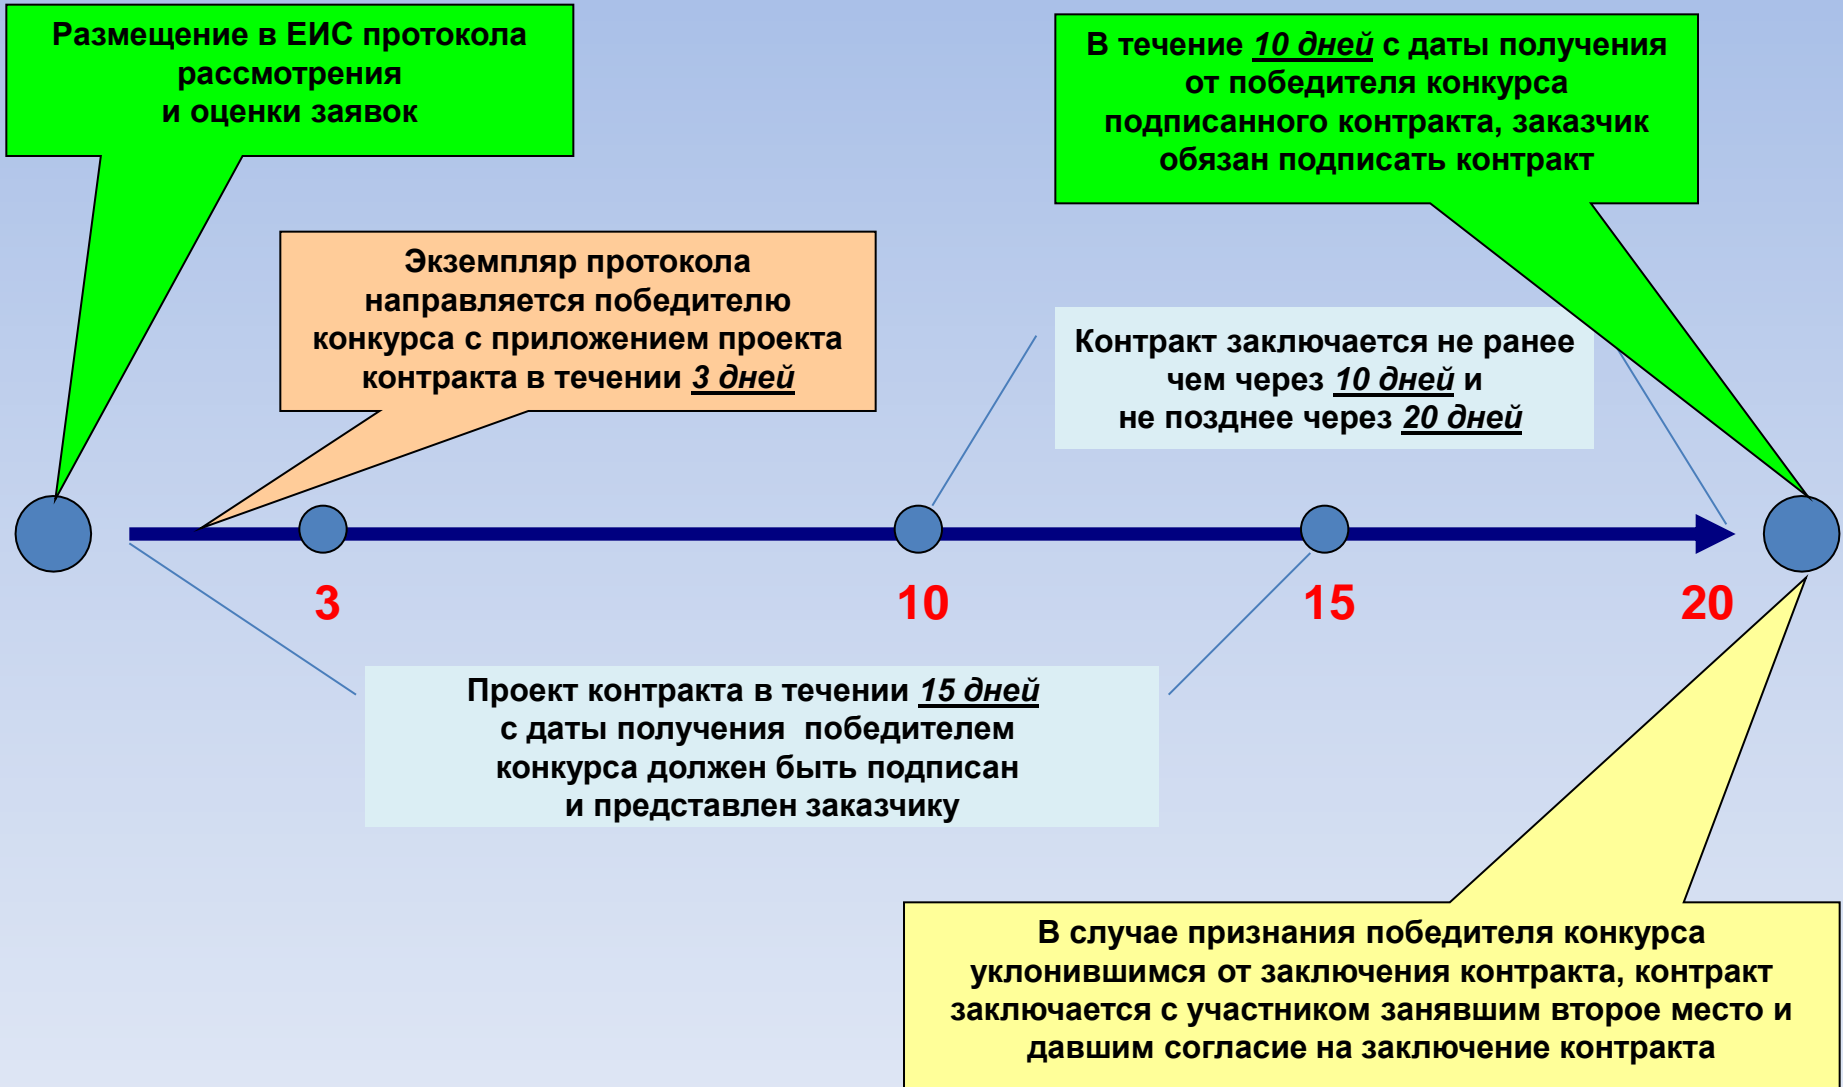 Размещение в ЕИС протокола
рассмотрения
и оценки заявок
В течение 10 дней с даты получения
от победителя конкурса
подписанного контракта, заказчик
обязан подписать контракт
Экземпляр протокола
направляется победителю
конкурса с приложением проекта
контракта в течении 3 дней
Контракт заключается не ранее
чем через 10 дней и
не позднее через 20 дней
3
10
15
20
Проект контракта в течении 15 дней
с даты получения победителем
конкурса должен быть подписан
и представлен заказчику
В случае признания победителя конкурса
уклонившимся от заключения контракта, контракт
заключается с участником занявшим второе место и
давшим согласие на заключение контракта